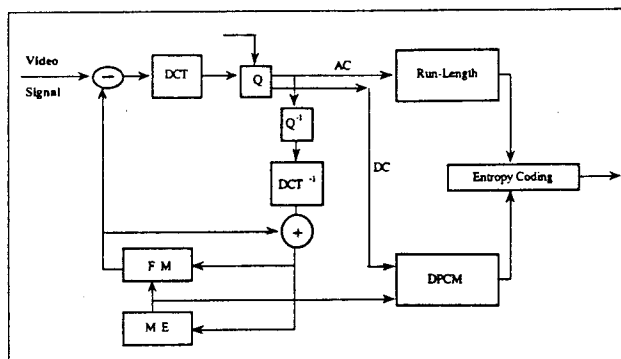 Video
Signal
−
DCT
Q
AC
Run-Length
Q⁻¹
DCT ⁻¹
DC
Entropy Coding
+
F M
DPCM
M E